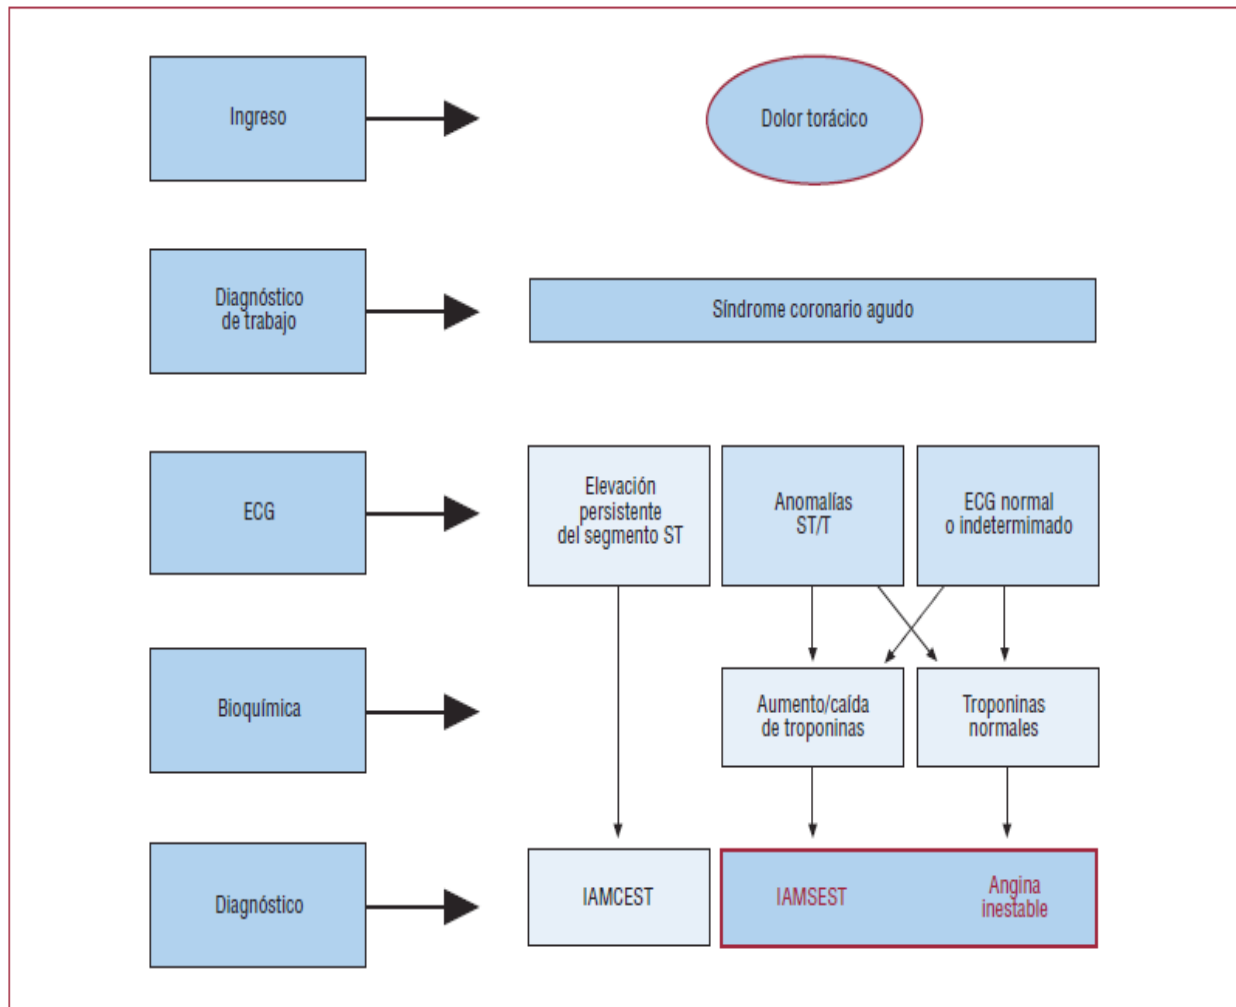 Ingreso
Dolor torácico
Diagnóstico
de trabajo
Síndrome coronario agudo
ECG
Elevación
persistente
del segmento ST
Anomalías
ST/T
ECG normal
o indetermimado
Bioquímica
Aumento/caída
de troponinas
Troponinas
normales
Diagnóstico
IAMCEST
IAMSEST
Angina
inestable